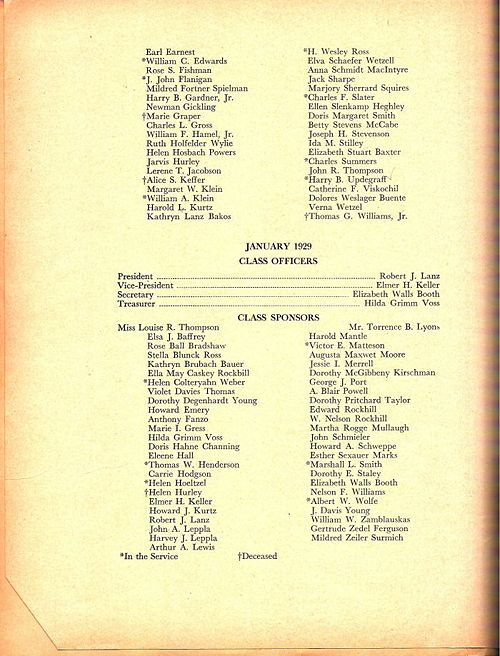 Earl Earnest
*William C. Edwards
Rose S. Fishman
*J. John Flanigan
Mildred Fortner Spielman
Harry B. Gardner, Jr.
Newman Gickling
†Marie Graper
Charles L. Gross
William F. Hamel, Jr.
Ruth Holfelder Wylie
Helen Hosbach Powers
Jarvis Hurley
Lerene T. Jacobson
†Alice S. Keffer
Margaret W. Klein
*William A. Klein
Harold L. Kurtz
Kathryn Lanz Bakos
*H. Wesley Ross
Elva Schaefer Wetzell
Anna Schmidt MacIntyre
Jack Sharpe
Marjory Sherrard Squires
*Charles F. Slater
Ellen Slenkamp Heghley
Doris Margaret Smith
Betty Stevens McCabe
Joseph H. Stevenson
Ida M. Stilley
Elizabeth Stuart Baxter
*Charles Summers
John R. Thompson
*Harry B. Updegraff
Catherine F. Viskochil
Dolores Weslager Buente
Verna Wetzel
†Thomas G. Williams, Jr.
JANUARY 1929
CLASS OFFICERS
President ........ Robert J. Lanz
Vice-President ........ Elmer H. Keller
Secretary ........ Elizabeth Walls Booth
Treasurer ........ Hilda Grimm Voss
CLASS SPONSORS
Miss Louise R. Thompson
Mr. Torrence B. Lyons
Elsa J. Baffrey
Rose Ball Bradshaw
Stella Blunck Ross
Kathryn Brubach Bauer
Ella May Caskey Rockhill
*Helen Colteryahn Weber
Violet Davies Thomas
Dorothy Degenhardt Young
Howard Emery
Anthony Fanzo
Marie I. Gress
Hilda Grimm Voss
Doris Hahne Channing
Eleene Hall
*Thomas W. Henderson
Carrie Hodgson
*Helen Hoeltzel
†Helen Hurley
Elmer H. Keller
Howard J. Kurtz
Robert J. Lanz
John A. Leppla
Harvey J. Leppla
Arthur A. Lewis
Harold Mantle
*Victor E. Matteson
Augusta Maxwet Moore
Jessie I. Merrell
Dorothy McGibbeny Kirschman
George J. Port
A. Blair Powell
Dorothy Pritchard Taylor
Edward Rockhill
W. Nelson Rockhill
Martha Rogge Mullaugh
John Schmieler
Howard A. Schweppe
Esther Sexauer Marks
*Marshall L. Smith
Dorothy E. Staley
Elizabeth Walls Booth
Nelson F. Williams
*Albert W. Wolfe
J. Davis Young
William W. Zamblauskas
Gertrude Zedel Ferguson
Mildred Zeiler Surmich
*In the Service
†Deceased